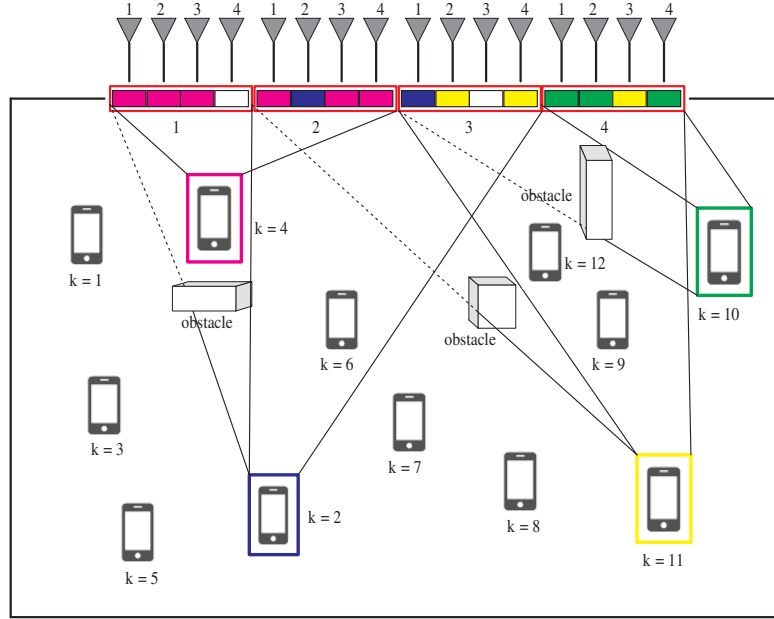 1 2 3 4 1 2 3 4 1 2 3 4 1 2 3 4
1 2 3 4
obstacle
k = 4
k = 12
k = 1
k = 10
obstacle
obstacle
k = 6
k = 9
k = 3
k = 7
k = 2
k = 8
k = 11
k = 5